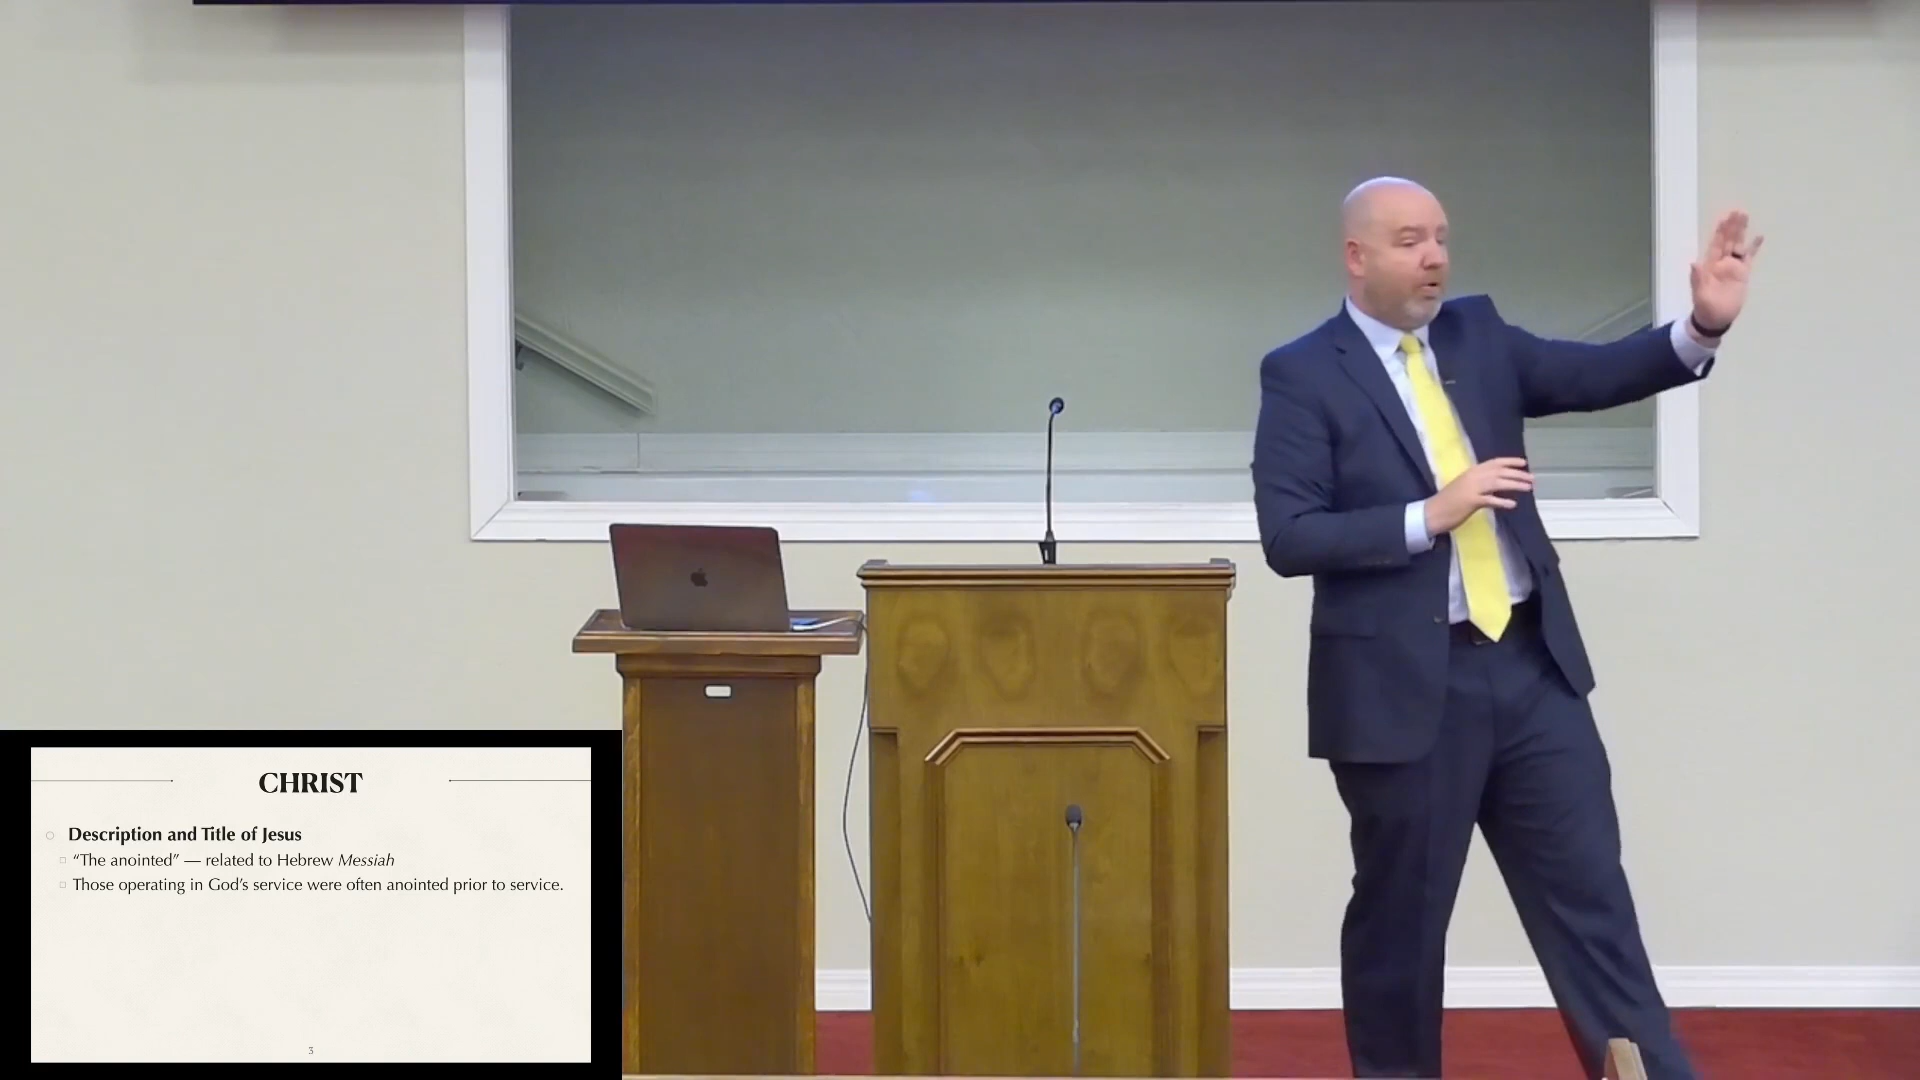 CHRIST
Description and Title of Jesus
“The anointed” — related to Hebrew Messiah
Those operating in God’s service were often anointed prior to service.
3